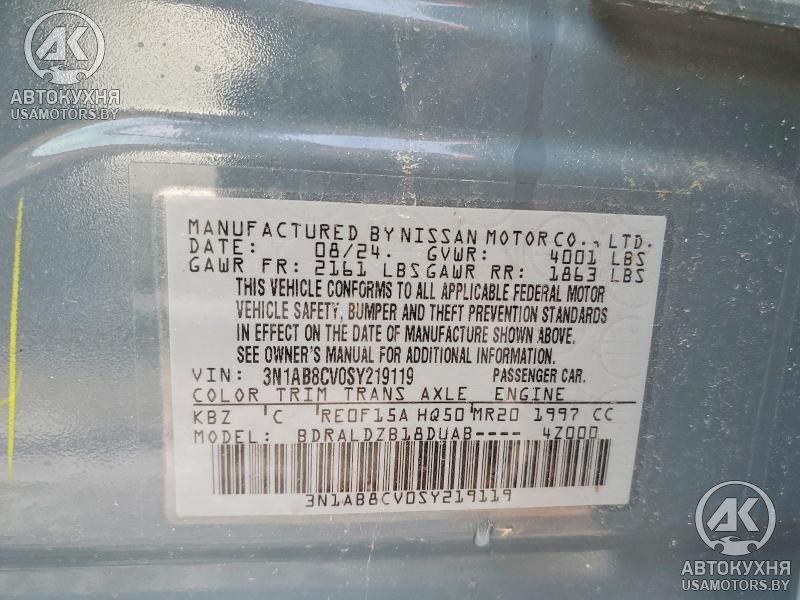 AK
АВТОКУХНЯ
USAMOTORS.BY
MANUFACTURED BY NISSAN MOTOR CO., LTD.
DATE: 08/24. GVWR: 4001 LBS
GAWR FR: 2161 LBS GAWR RR: 1863 LBS
THIS VEHICLE CONFORMS TO ALL APPLICABLE FEDERAL MOTOR
VEHICLE SAFETY, BUMPER AND THEFT PREVENTION STANDARDS
IN EFFECT ON THE DATE OF MANUFACTURE SHOWN ABOVE.
SEE OWNER'S MANUAL FOR ADDITIONAL INFORMATION.
VIN: 3N1AB8CV0SY219119 PASSENGER CAR.
COLOR TRIM TRANS AXLE ENGINE
KBZ 'C RE0F15A HQ50 MR20 1997 CC
MODEL: BDRALDZB18DUAB---- 4Z000
3N1AB8CV0SY219119
AK
АВТОКУХНЯ
USAMOTORS.BY